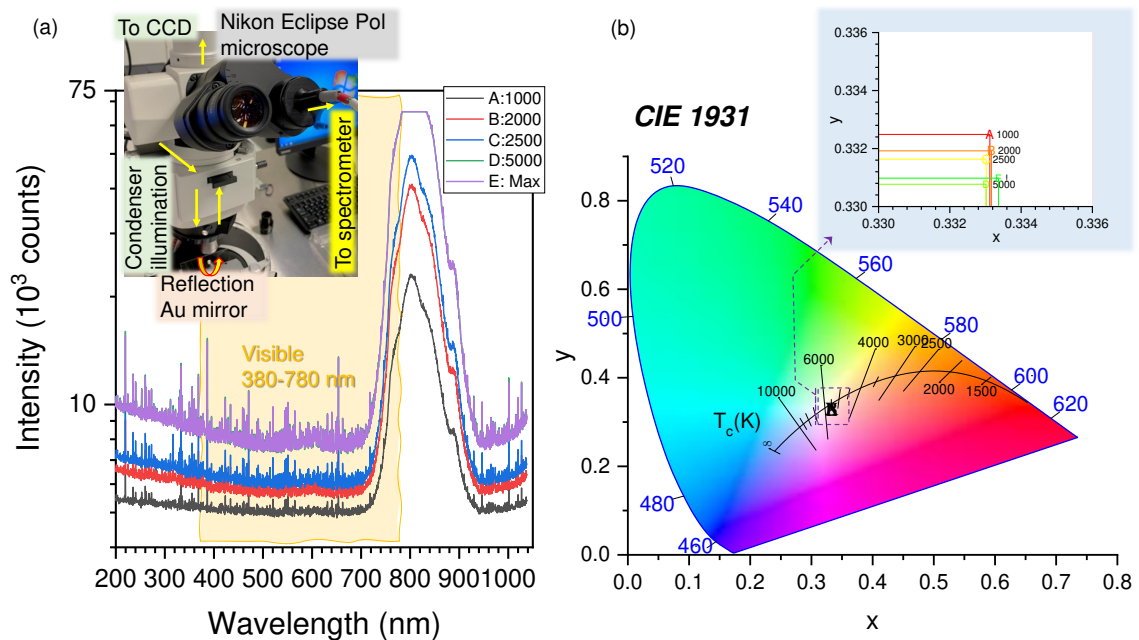 (a)
To CCD
Nikon Eclipse Pol
microscope
Condenser
illumination
To spectrometer
Reflection
Au mirror
Visible
380-780 nm
A:1000
B:2000
C:2500
D:5000
E: Max
75
10
Intensity (10³ counts)
200 300 400 500 600 700 800 900 1000
Wavelength (nm)
(b)
CIE 1931
0.336
0.334
0.332
0.330
y
0.330 0.332 0.334 0.336
x
A 1000
B 2000
2500
5000
520
540
560
500
580
600
620
480
460
4000
3000
2500
6000
2000
1500
10000
T_c(K)
∞
0.8
0.6
0.4
0.2
0.0
y
0.0 0.1 0.2 0.3 0.4 0.5 0.6 0.7 0.8
x